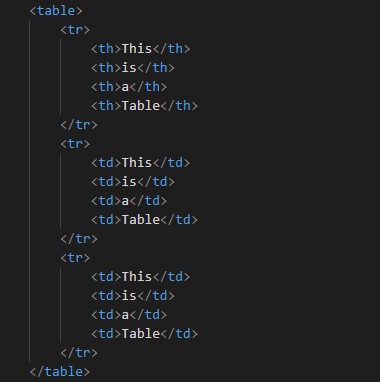 <table>
    <tr>
        <th>This</th>
        <th>is</th>
        <th>a</th>
        <th>Table</th>
    </tr>
    <tr>
        <td>This</td>
        <td>is</td>
        <td>a</td>
        <td>Table</td>
    </tr>
    <tr>
        <td>This</td>
        <td>is</td>
        <td>a</td>
        <td>Table</td>
    </tr>
</table>